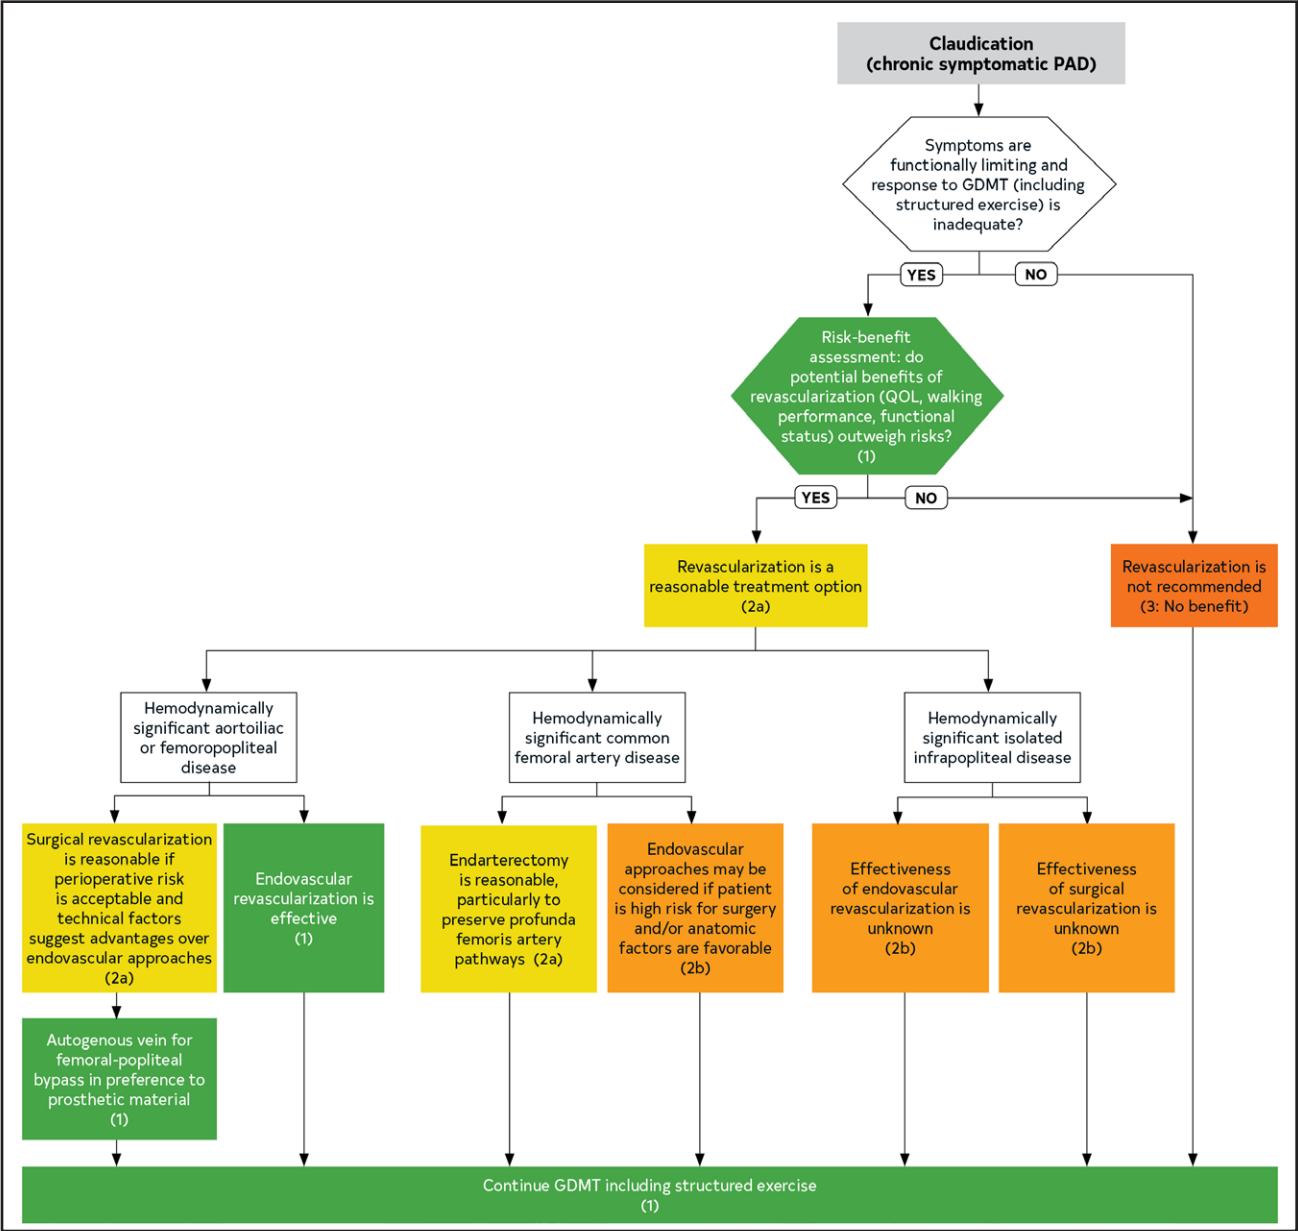 Claudication
(chronic symptomatic PAD)
Symptoms are
functionally limiting and
response to GDMT (including
structured exercise) is
inadequate?
YES
NO
Risk-benefit
assessment: do
potential benefits of
revascularization (QOL, walking
performance, functional
status) outweigh risks?
(1)
YES
NO
Revascularization is a
reasonable treatment option
(2a)
Revascularization is
not recommended
(3: No benefit)
Hemodynamically
significant aortoiliac
or femoropopliteal
disease
Hemodynamically
significant common
femoral artery disease
Hemodynamically
significant isolated
infrapopliteal disease
Surgical revascularization
is reasonable if
perioperative risk
is acceptable and
technical factors
suggest advantages over
endovascular approaches
(2a)
Endovascular
revascularization is
effective
(1)
Endarterectomy
is reasonable,
particularly to
preserve profunda
femoris artery
pathways (2a)
Endovascular
approaches may be
considered if patient
is high risk for surgery
and/or anatomic
factors are favorable
(2b)
Effectiveness
of endovascular
revascularization is
unknown
(2b)
Effectiveness
of surgical
revascularization is
unknown
(2b)
Autogenous vein for
femoral-popliteal
bypass in preference to
prosthetic material
(1)
Continue GDMT including structured exercise
(1)